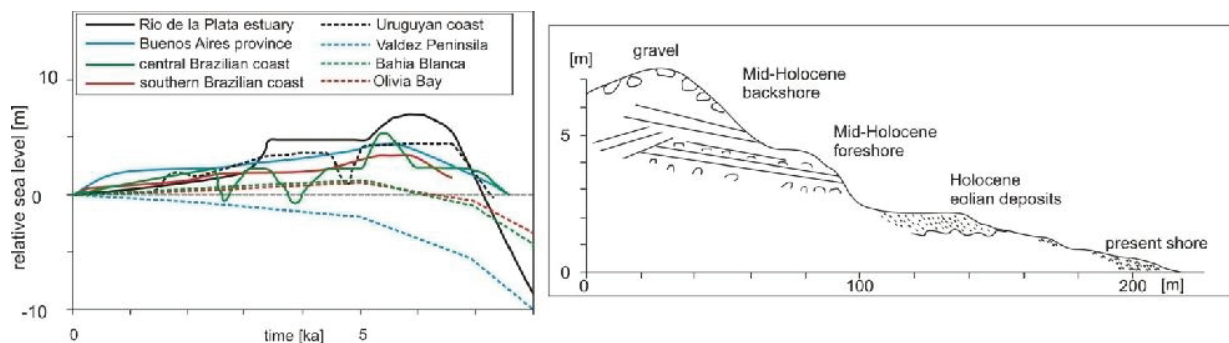 Rio de la Plata estuary
Buenos Aires province
central Brazilian coast
southern Brazilian coast
Uruguyan coast
Valdez Peninsila
Bahia Blanca
Olivia Bay
relative sea level [m]
10
0
-10
0
time [ka]
5
[m]
gravel
Mid-Holocene
backshore
5
Mid-Holocene
foreshore
Holocene
eolian deposits
present shore
0
0
100
200
[m]